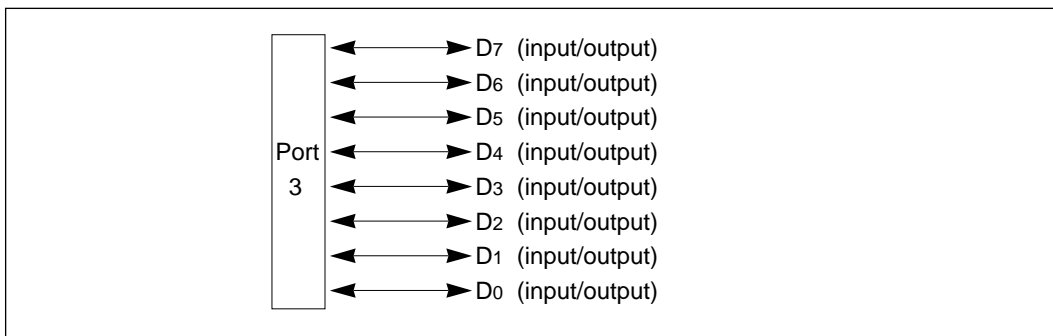 D7 (input/output)
D6 (input/output)
D5 (input/output)
Port D4 (input/output)
3 D3 (input/output)
D2 (input/output)
D1 (input/output)
D0 (input/output)